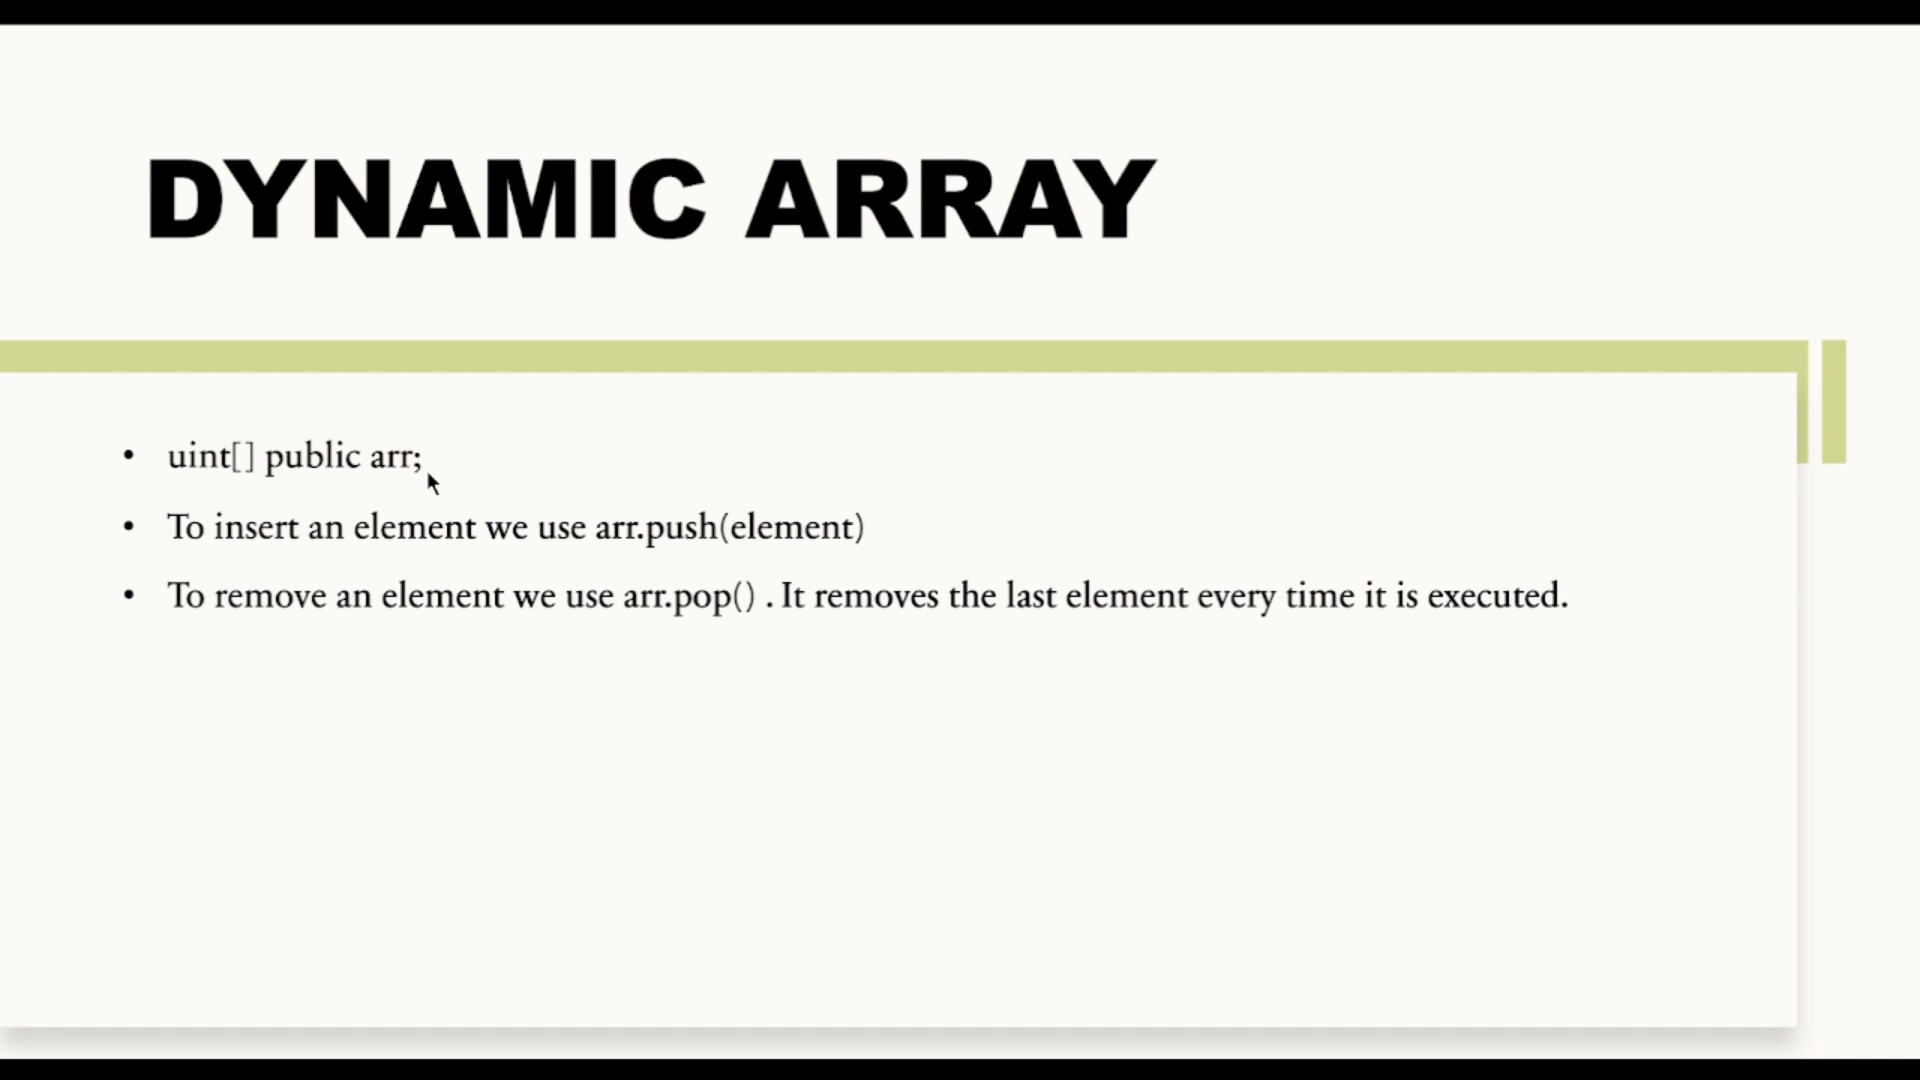 DYNAMIC ARRAY
• uint[] public arr;
• To insert an element we use arr.push(element)
• To remove an element we use arr.pop() . It removes the last element every time it is executed.